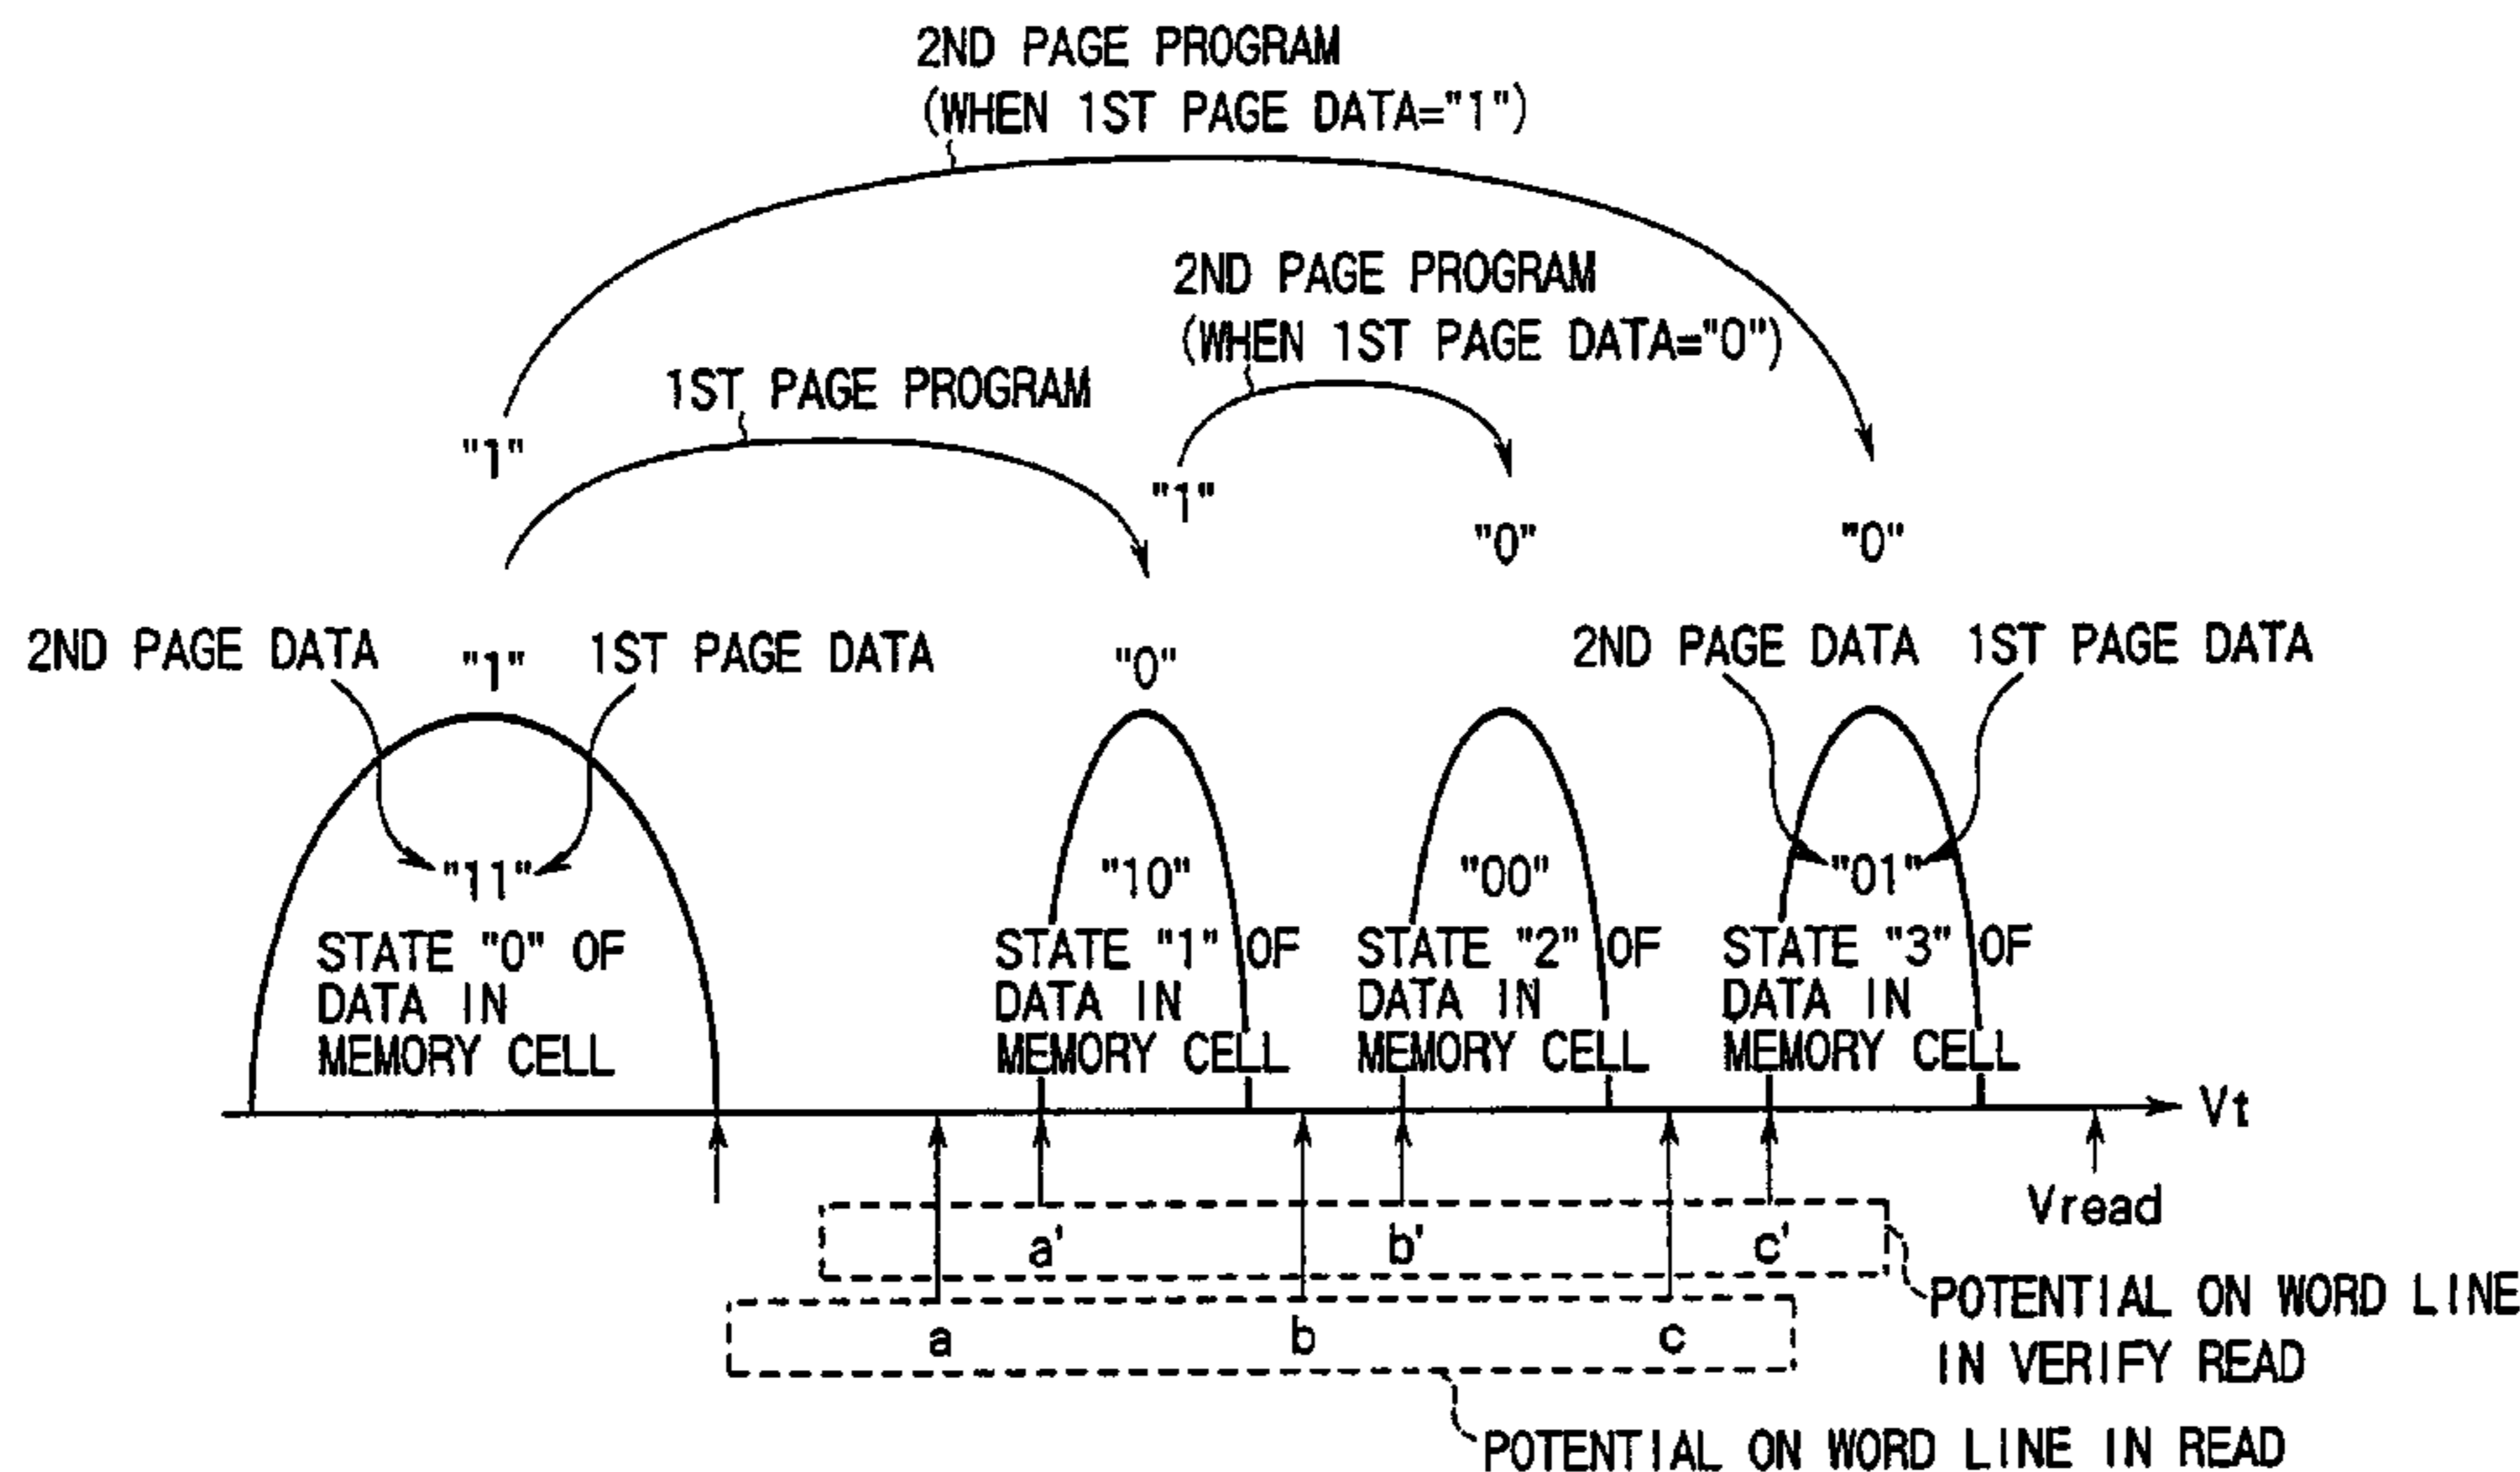 2ND PAGE PROGRAM
(WHEN 1ST PAGE DATA="1")
2ND PAGE PROGRAM
(WHEN 1ST PAGE DATA="0")
1ST PAGE PROGRAM
"1"
"1"
"0"
"0"
2ND PAGE DATA
"1"
1ST PAGE DATA
"0"
2ND PAGE DATA
1ST PAGE DATA
"11"
STATE "0" OF
DATA IN
MEMORY CELL
"10"
STATE "1" OF
DATA IN
MEMORY CELL
"00"
STATE "2" OF
DATA IN
MEMORY CELL
"01"
STATE "3" OF
DATA IN
MEMORY CELL
Vt
Vread
a'
b'
c'
POTENTIAL ON WORD LINE
IN VERIFY READ
a
b
c
POTENTIAL ON WORD LINE IN READ